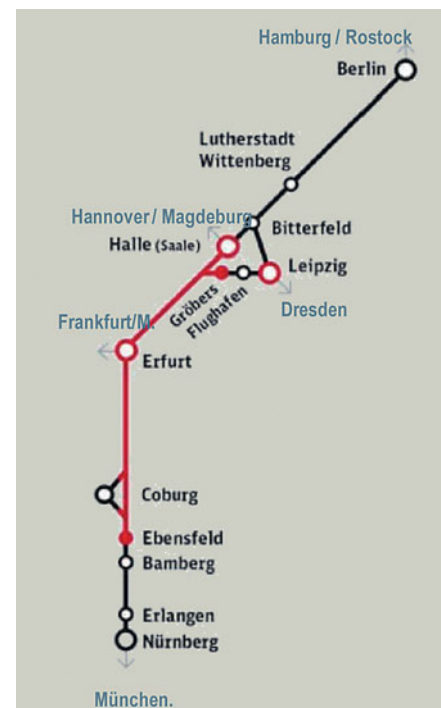 Hamburg / Rostock
Berlin
Lutherstadt
Wittenberg
Hannover / Magdeburg
Bitterfeld
Halle (Saale)
Leipzig
Gröbers
Flughafen
Dresden
Frankfurt/M.
Erfurt
Coburg
Ebensfeld
Bamberg
Erlangen
Nürnberg
München.